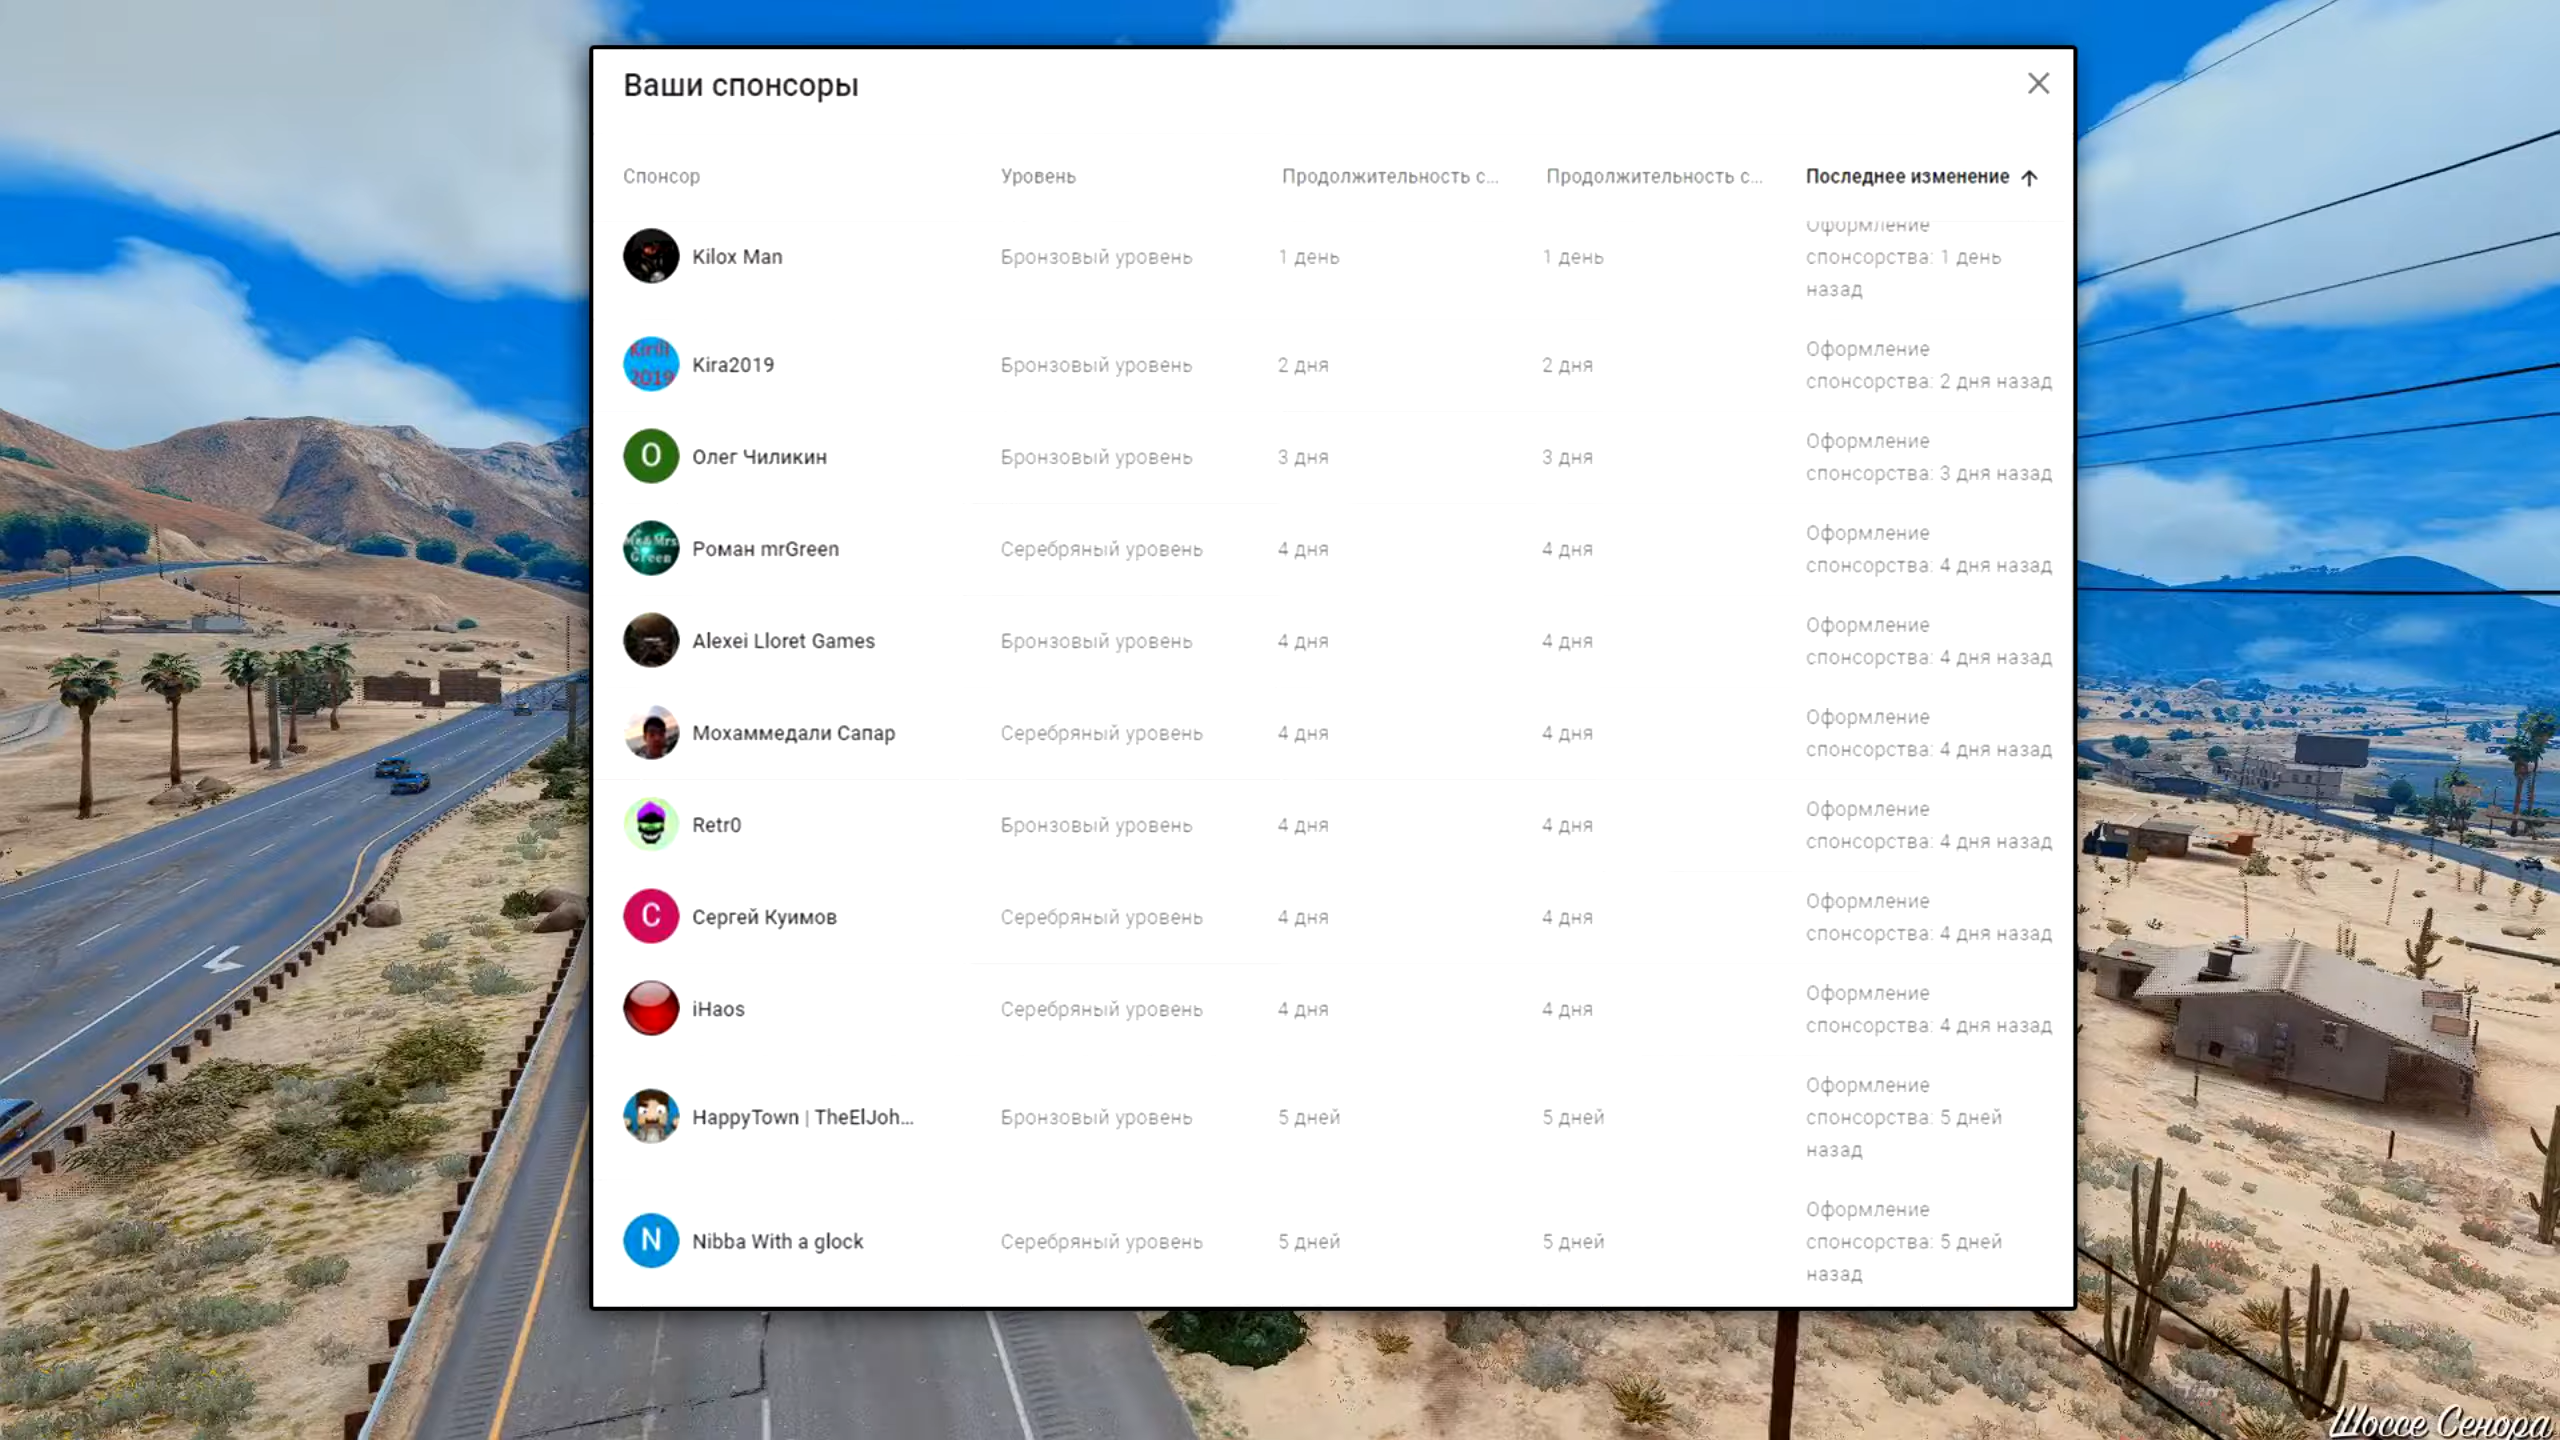 Ваши спонсоры
Спонсор Уровень Продолжительность с... Продолжительность с... Последнее изменение
Kilox Man Бронзовый уровень 1 день 1 день Оформление
спонсорства: 1 день
назад
Kirill
2019
Kira2019 Бронзовый уровень 2 дня 2 дня Оформление
спонсорства: 2 дня назад
О
Олег Чиликин Бронзовый уровень 3 дня 3 дня Оформление
спонсорства: 3 дня назад
Mr&Mrs
Green
Роман mrGreen Серебряный уровень 4 дня 4 дня Оформление
спонсорства: 4 дня назад
Alexei Lloret Games Бронзовый уровень 4 дня 4 дня Оформление
спонсорства: 4 дня назад
Мохаммедали Сапар Серебряный уровень 4 дня 4 дня Оформление
спонсорства: 4 дня назад
Retr0 Бронзовый уровень 4 дня 4 дня Оформление
спонсорства: 4 дня назад
С
Сергей Куимов Серебряный уровень 4 дня 4 дня Оформление
спонсорства: 4 дня назад
iHaos Серебряный уровень 4 дня 4 дня Оформление
спонсорства: 4 дня назад
HappyTown | TheElJoh... Бронзовый уровень 5 дней 5 дней Оформление
спонсорства: 5 дней
назад
N
Nibba With a glock Серебряный уровень 5 дней 5 дней Оформление
спонсорства: 5 дней
назад
Шоссе Сенора